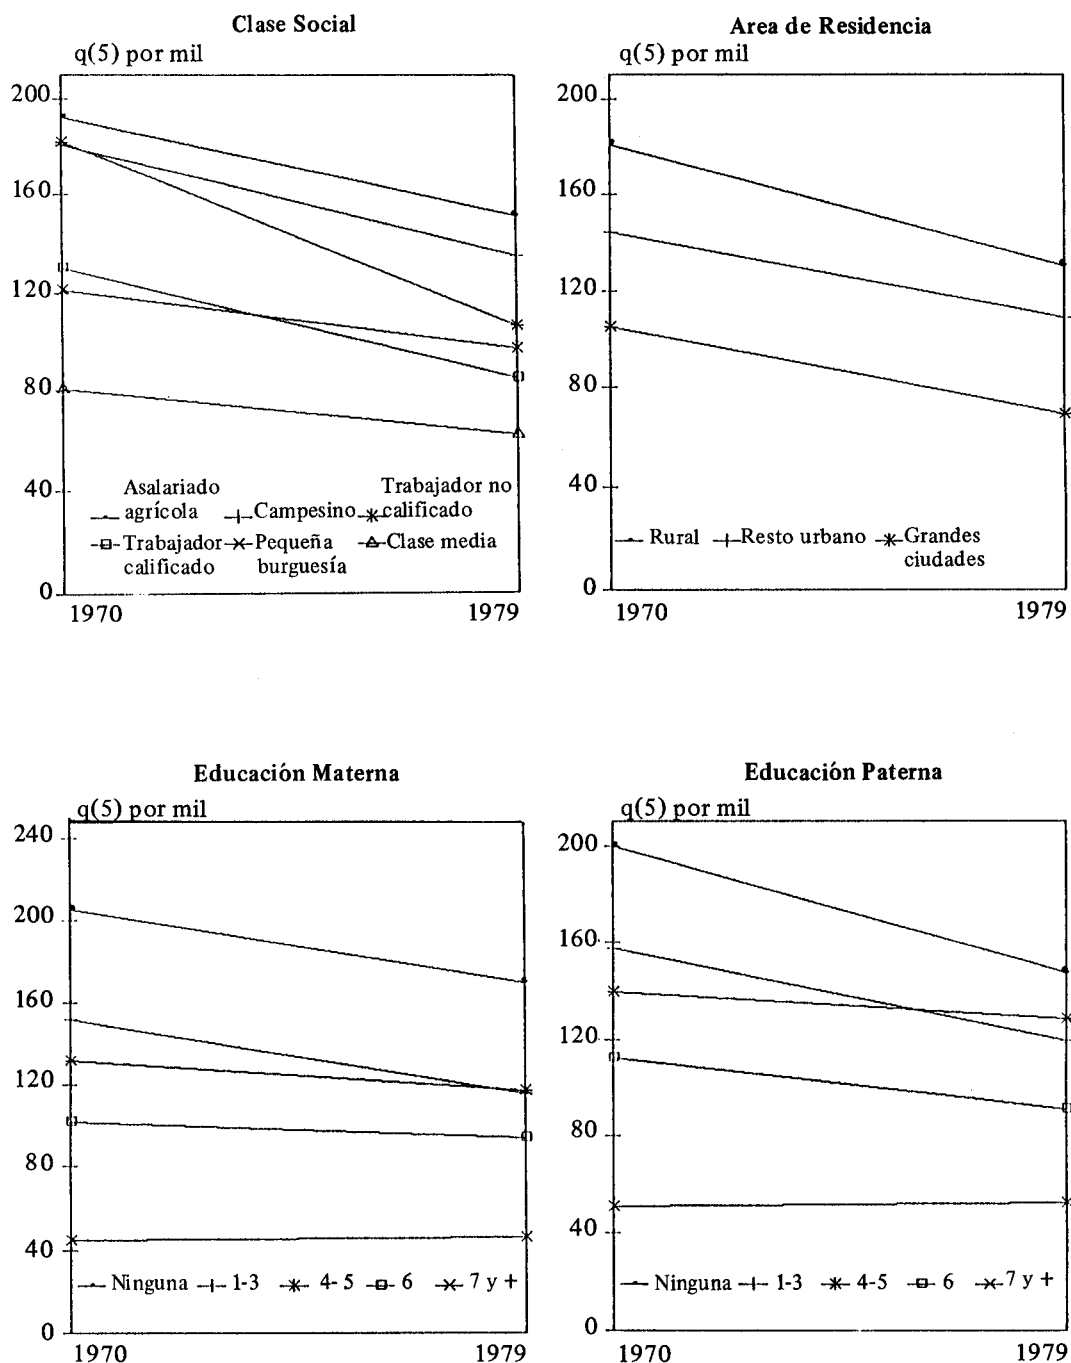 Clase Social
q(5) por mil
200
160
120
80
40
0
Asalariado agrícola
Campesino
Trabajador no calificado
Trabajador calificado
Pequeña burguesía
Clase media
1970
1979
Area de Residencia
q(5) por mil
200
160
120
80
40
0
Rural
Resto urbano
Grandes ciudades
1970
1979
Educación Materna
q(5) por mil
240
200
160
120
80
40
0
Ninguna
1-3
4-5
6
7 y +
1970
1979
Educación Paterna
q(5) por mil
200
160
120
80
40
0
Ninguna
1-3
4-5
6
7 y +
1970
1979